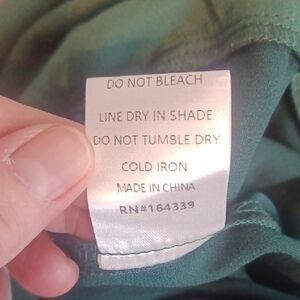 DO NOT BLEACH
LINE DRY IN SHADE
DO NOT TUMBLE DRY
COLD IRON
MADE IN CHINA
RN#164339